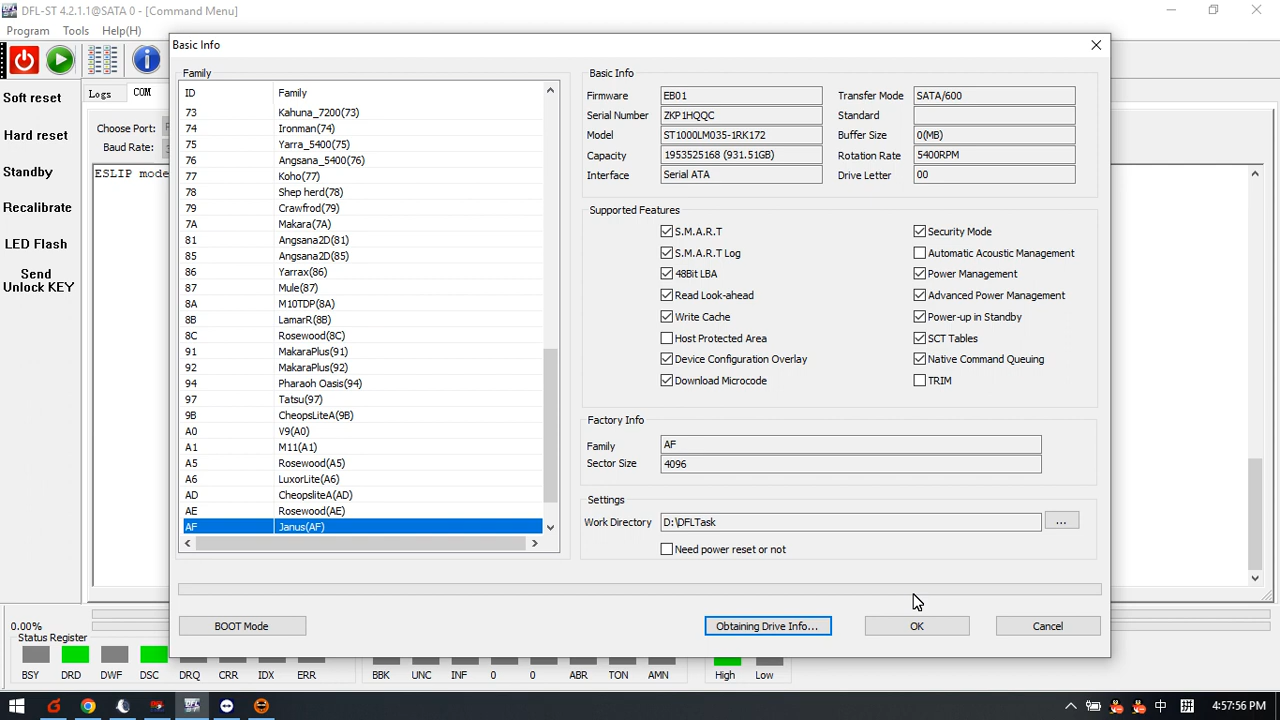 DFL-ST 4.2.1.1@SATA 0 - [Command Menu]
Program Tools Help(H)
Soft reset
Hard reset
Standby
Recalibrate
LED Flash
Send
Unlock KEY
Logs COM
Choose Port:
Baud Rate:
ESLIP mode
Basic Info
Family
ID Family
73 Kahuna_7200(73)
74 Ironman(74)
75 Yarra_5400(75)
76 Angsana_5400(76)
77 Koho(77)
78 Shep herd(78)
79 Crawfrod(79)
7A Makara(7A)
81 Angsana2D(81)
85 Angsana2D(85)
86 Yarrax(86)
87 Mule(87)
8A M10TDP(8A)
8B LamarR(8B)
8C Rosewood(8C)
91 MakaraPlus(91)
92 MakaraPlus(92)
94 Pharaoh Oasis(94)
97 Tatsu(97)
9B CheopsLiteA(9B)
A0 V9(A0)
A1 M11(A1)
A5 Rosewood(A5)
A6 LuxorLite(A6)
AD CheopsliteA(AD)
AE Rosewood(AE)
AF Janus(AF)
Basic Info
Firmware EB01 Transfer Mode SATA/600
Serial Number ZKP1HQQC Standard
Model ST1000LM035-1RK172 Buffer Size 0(MB)
Capacity 1953525168 (931.51GB) Rotation Rate 5400RPM
Interface Serial ATA Drive Letter 00
Supported Features
S.M.A.R.T Security Mode
S.M.A.R.T Log Automatic Acoustic Management
48Bit LBA Power Management
Read Look-ahead Advanced Power Management
Write Cache Power-up in Standby
Host Protected Area SCT Tables
Device Configuration Overlay Native Command Queuing
Download Microcode TRIM
Factory Info
Family AF
Sector Size 4096
Settings
Work Directory D:\DFLTask ...
Need power reset or not
BOOT Mode Obtaining Drive Info... OK Cancel
0.00%
Status Register
BSY DRD DWF DSC DRQ CRR IDX ERR BBK UNC INF 0 0 ABR TON AMN High Low
中 拼 4:57:56 PM